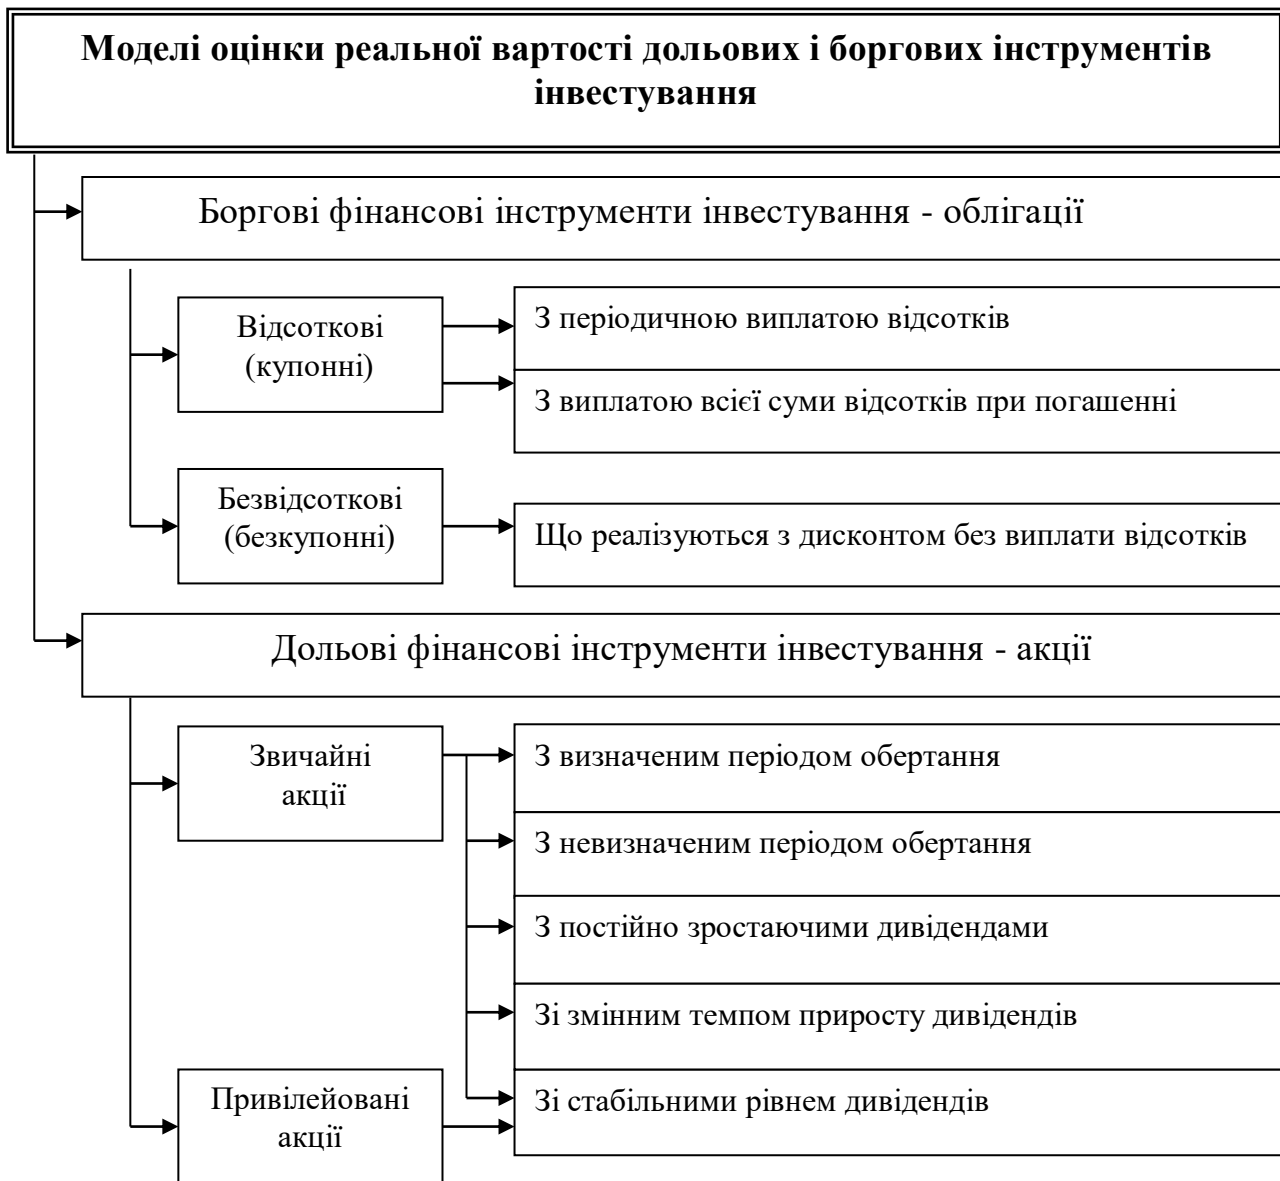 Моделі оцінки реальної вартості дольових і боргових інструментів
інвестування
Боргові фінансові інструменти інвестування - облігації
Відсоткові
(купонні)
З періодичною виплатою відсотків
З виплатою всієї суми відсотків при погашенні
Безвідсоткові
(безкупонні)
Що реалізуються з дисконтом без виплати відсотків
Дольові фінансові інструменти інвестування - акції
Звичайні
акції
З визначеним періодом обертання
З невизначеним періодом обертання
З постійно зростаючими дивідендами
Зі змінним темпом приросту дивідендів
Привілейовані
акції
Зі стабільними рівнем дивідендів